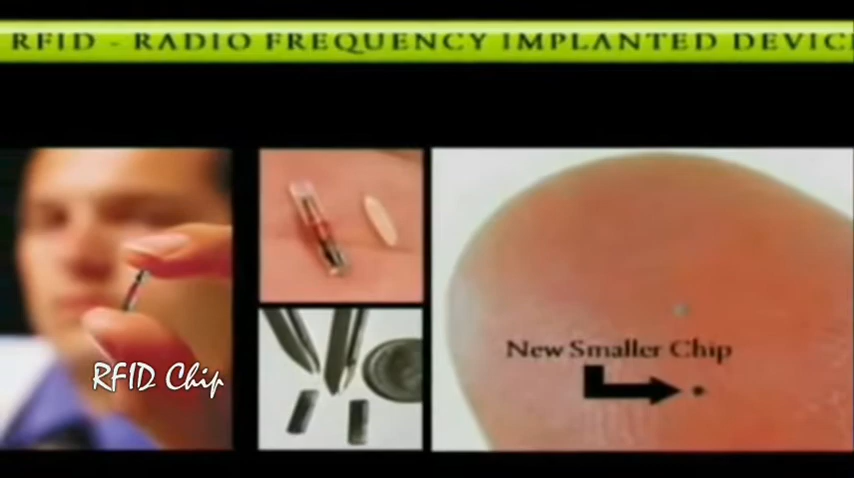 RFID - RADIO FREQUENCY IMPLANTED DEVIC
RFID Chip
New Smaller Chip